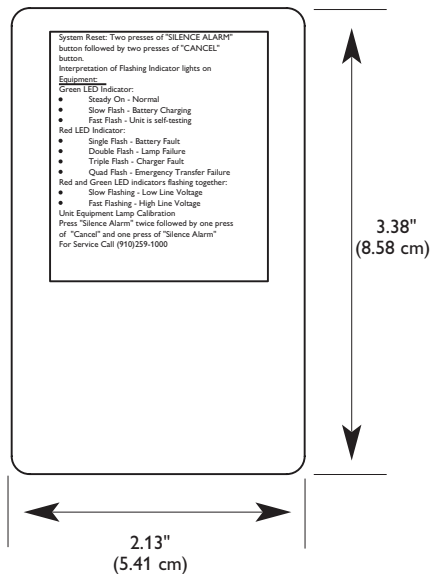 System Reset: Two presses of "SILENCE ALARM"
button followed by two presses of "CANCEL"
button.
Interpretation of Flashing Indicator lights on
Equipment:
Green LED Indicator:
• Steady On - Normal
• Slow Flash - Battery Charging
• Fast Flash - Unit is self-testing
Red LED Indicator:
• Single Flash - Battery Fault
• Double Flash - Lamp Failure
• Triple Flash - Charger Fault
• Quad Flash - Emergency Transfer Failure
Red and Green LED indicators flashing together:
• Slow Flashing - Low Line Voltage
• Fast Flashing - High Line Voltage
Unit Equipment Lamp Calibration
Press "Silence Alarm" twice followed by one press
of "Cancel" and one press of "Silence Alarm"
For Service Call (910)259-1000
3.38"
(8.58 cm)
2.13"
(5.41 cm)